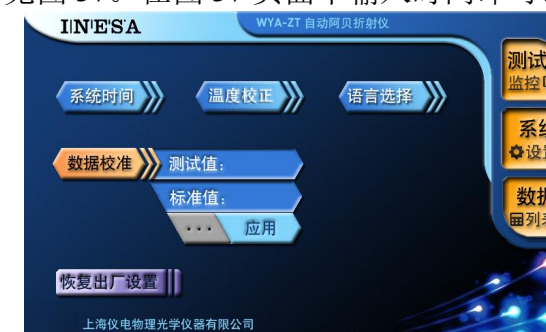 INESA
WYA-ZT 自动阿贝折射仪
测试
监控
系统时间
温度校正
语言选择
系统
设置
数据校准
测试值：
标准值：
... 应用
数据
列表
恢复出厂设置
上海仪电物理光学仪器有限公司